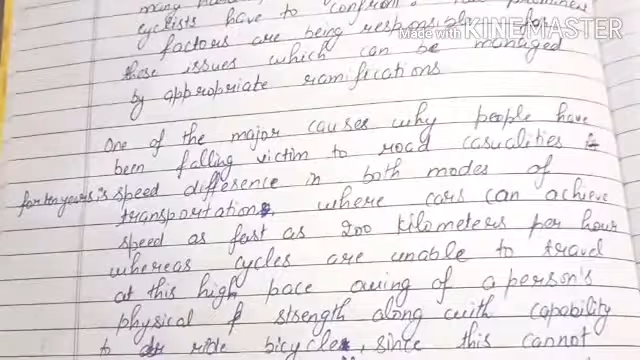 many
cyclists have to confront. prominent
Made with KINEMASTER
factors are being responsible for
these issues which can be managed
by appropriate ramifications
One of the major causes why people have
been falling victim to road casualities
for ten years is speed difference in both modes of
transportation, where cars can achieve
speed as fast as 200 kilometers per hour
whereas cycles are unable to travel
at this high pace owing of a person's
physical strength along with capability
to ride bicycle, since this cannot